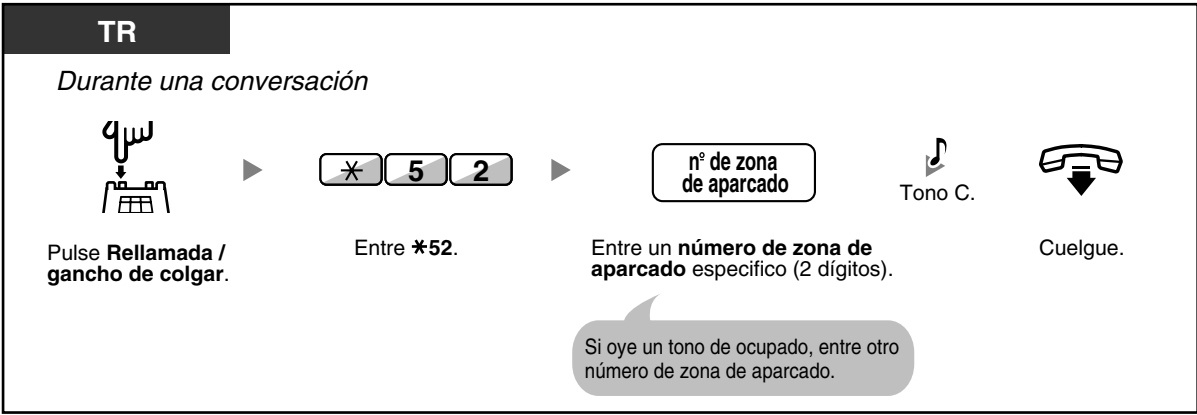 TR
Durante una conversación
* 5 2
nº de zona
de aparcado
Tono C.
Pulse Rellamada /
gancho de colgar.
Entre *52.
Entre un número de zona de
aparcado especifico (2 dígitos).
Cuelgue.
Si oye un tono de ocupado, entre otro
número de zona de aparcado.